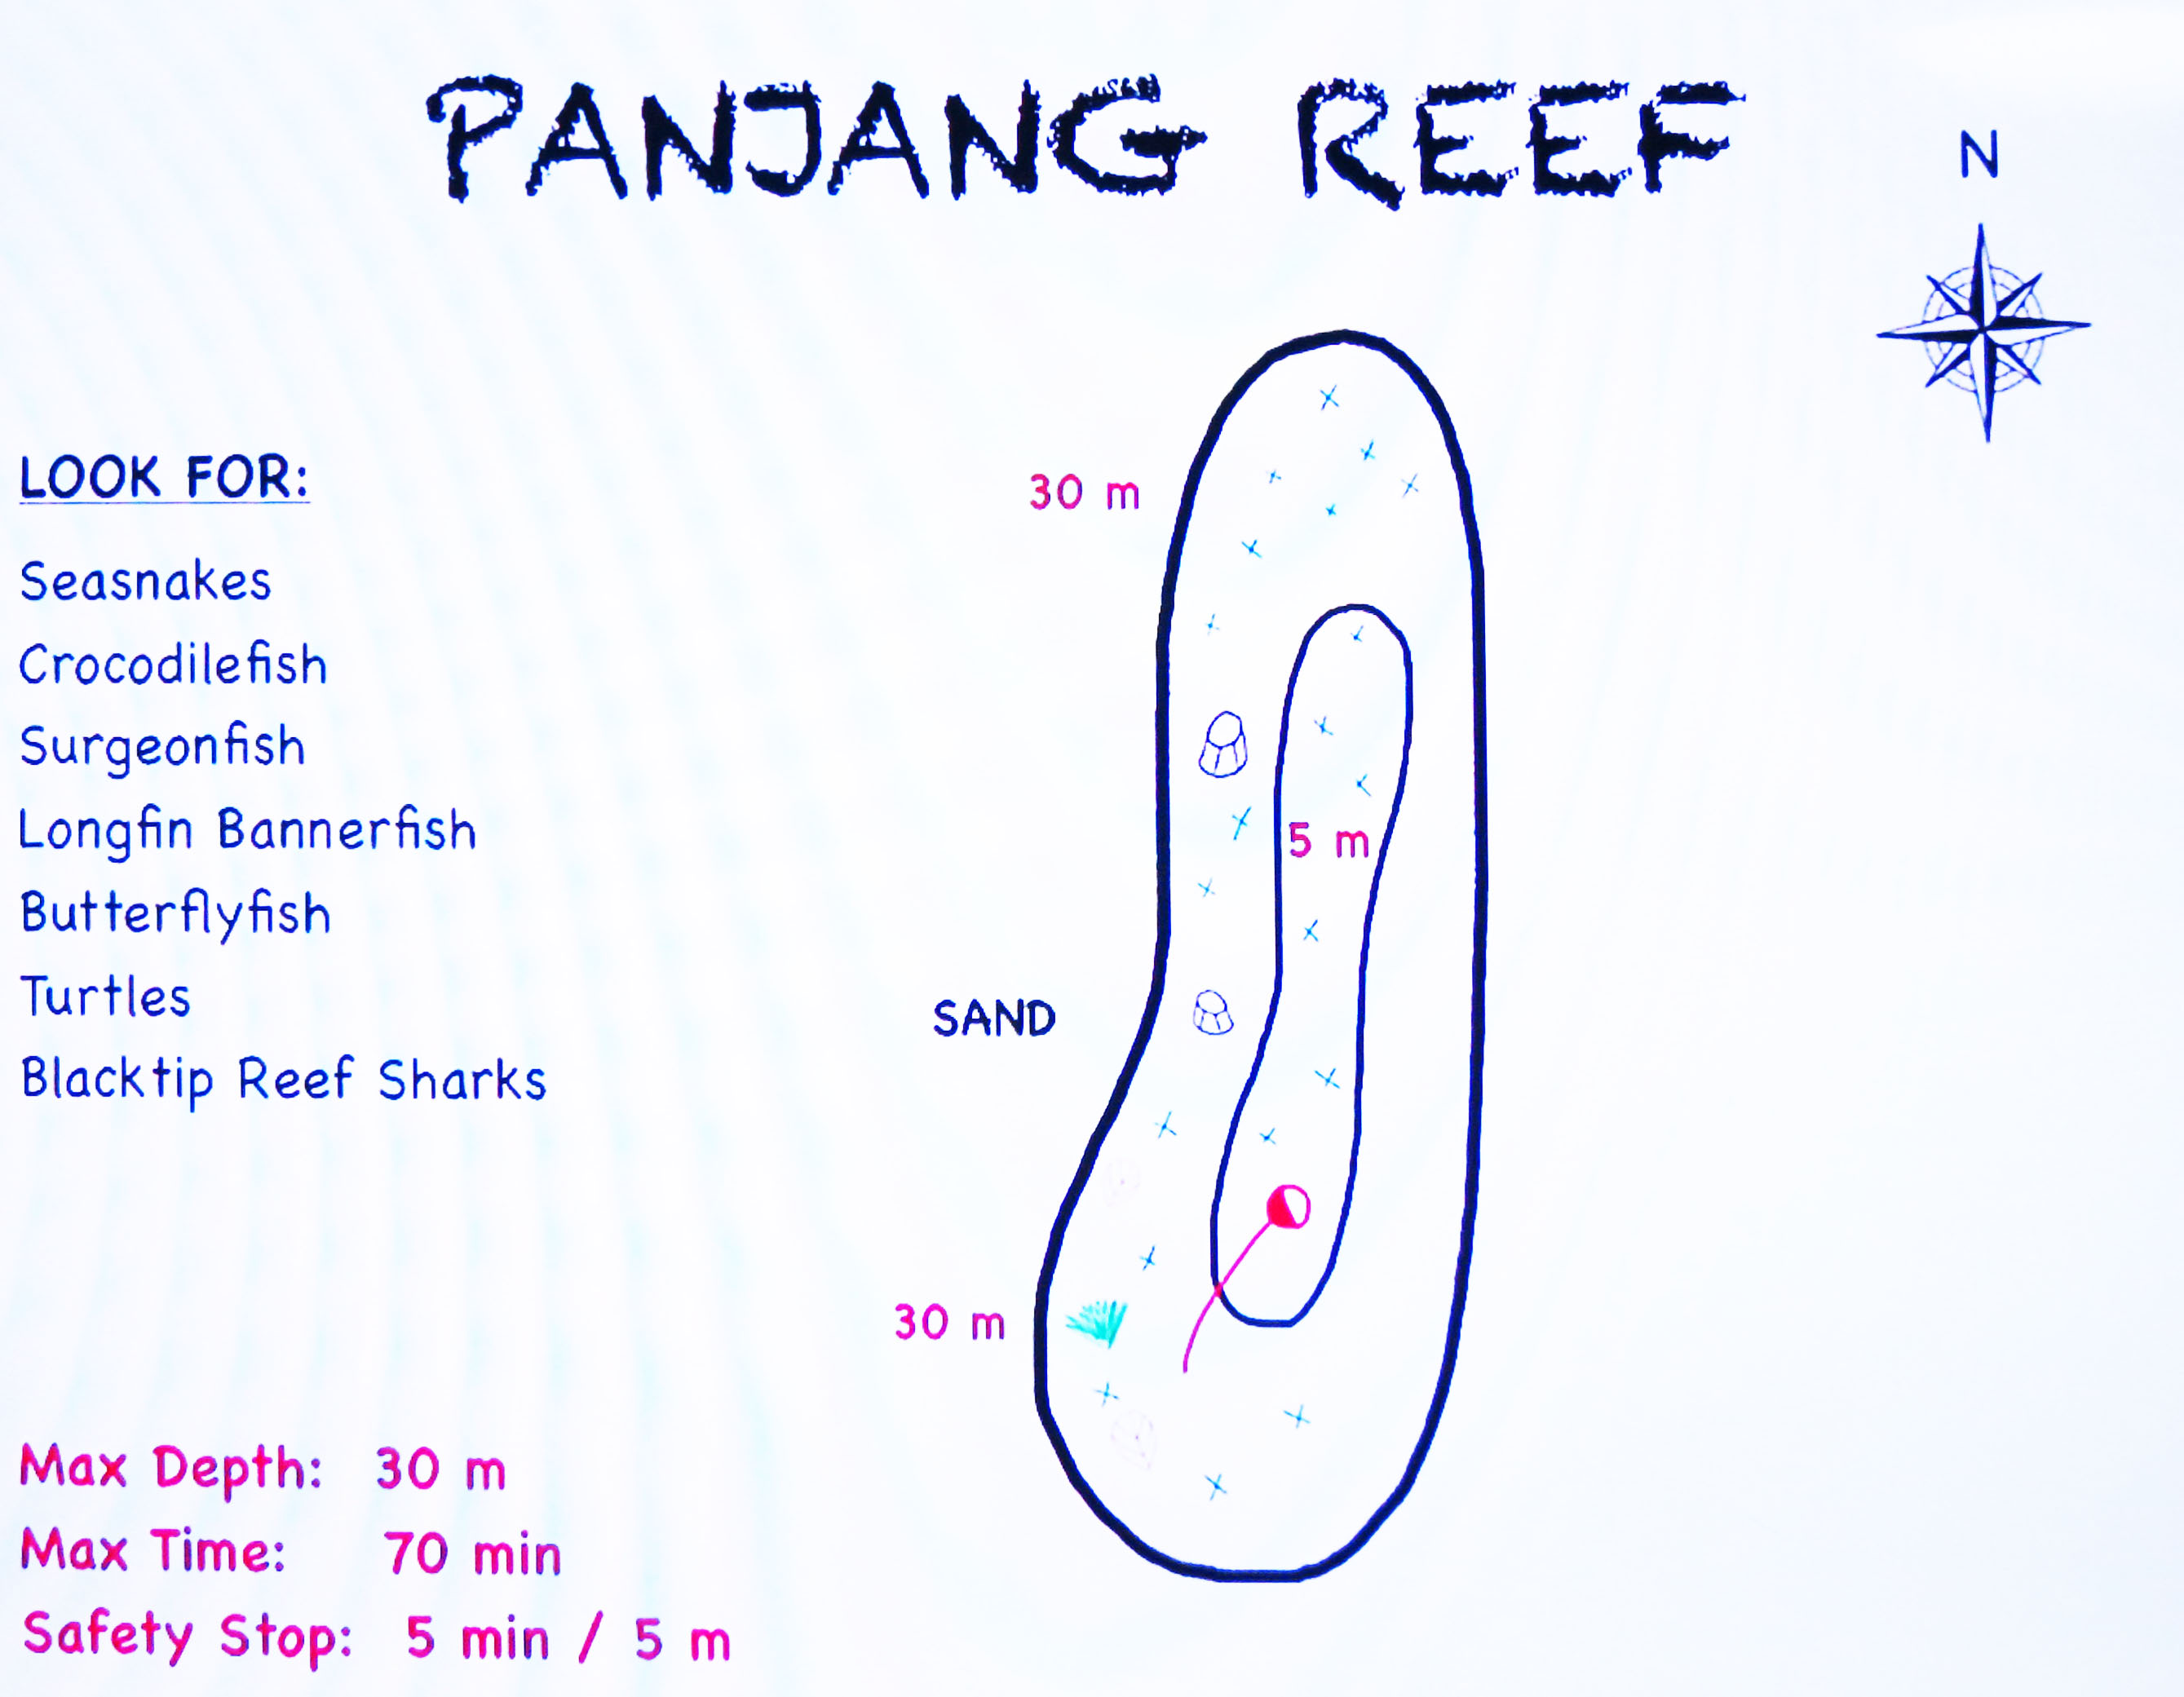 PANJANG REEF
N
LOOK FOR:
Seasnakes
Crocodilefish
Surgeonfish
Longfin Bannerfish
Butterflyfish
Turtles
Blacktip Reef Sharks
30 m
5 m
SAND
30 m
Max Depth: 30 m
Max Time: 70 min
Safety Stop: 5 min / 5 m